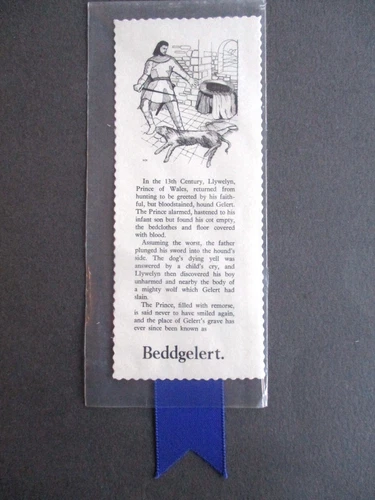 In the 13th Century, Llywelyn,
Prince of Wales, returned from
hunting to be greeted by his faith-
ful, but bloodstained, hound Gelert.
The Prince alarmed, hastened to his
infant son but found his cot empty,
the bedclothes and floor covered
with blood.
Assuming the worst, the father
plunged his sword into the hound's
side. The dog's dying yell was
answered by a child's cry, and
Llywelyn then discovered his boy
unharmed and nearby the body of
a mighty wolf which Gelert had
slain.
The Prince, filled with remorse,
is said never to have smiled again,
and the place of Gelert's grave has
ever since been known as
Beddgelert.